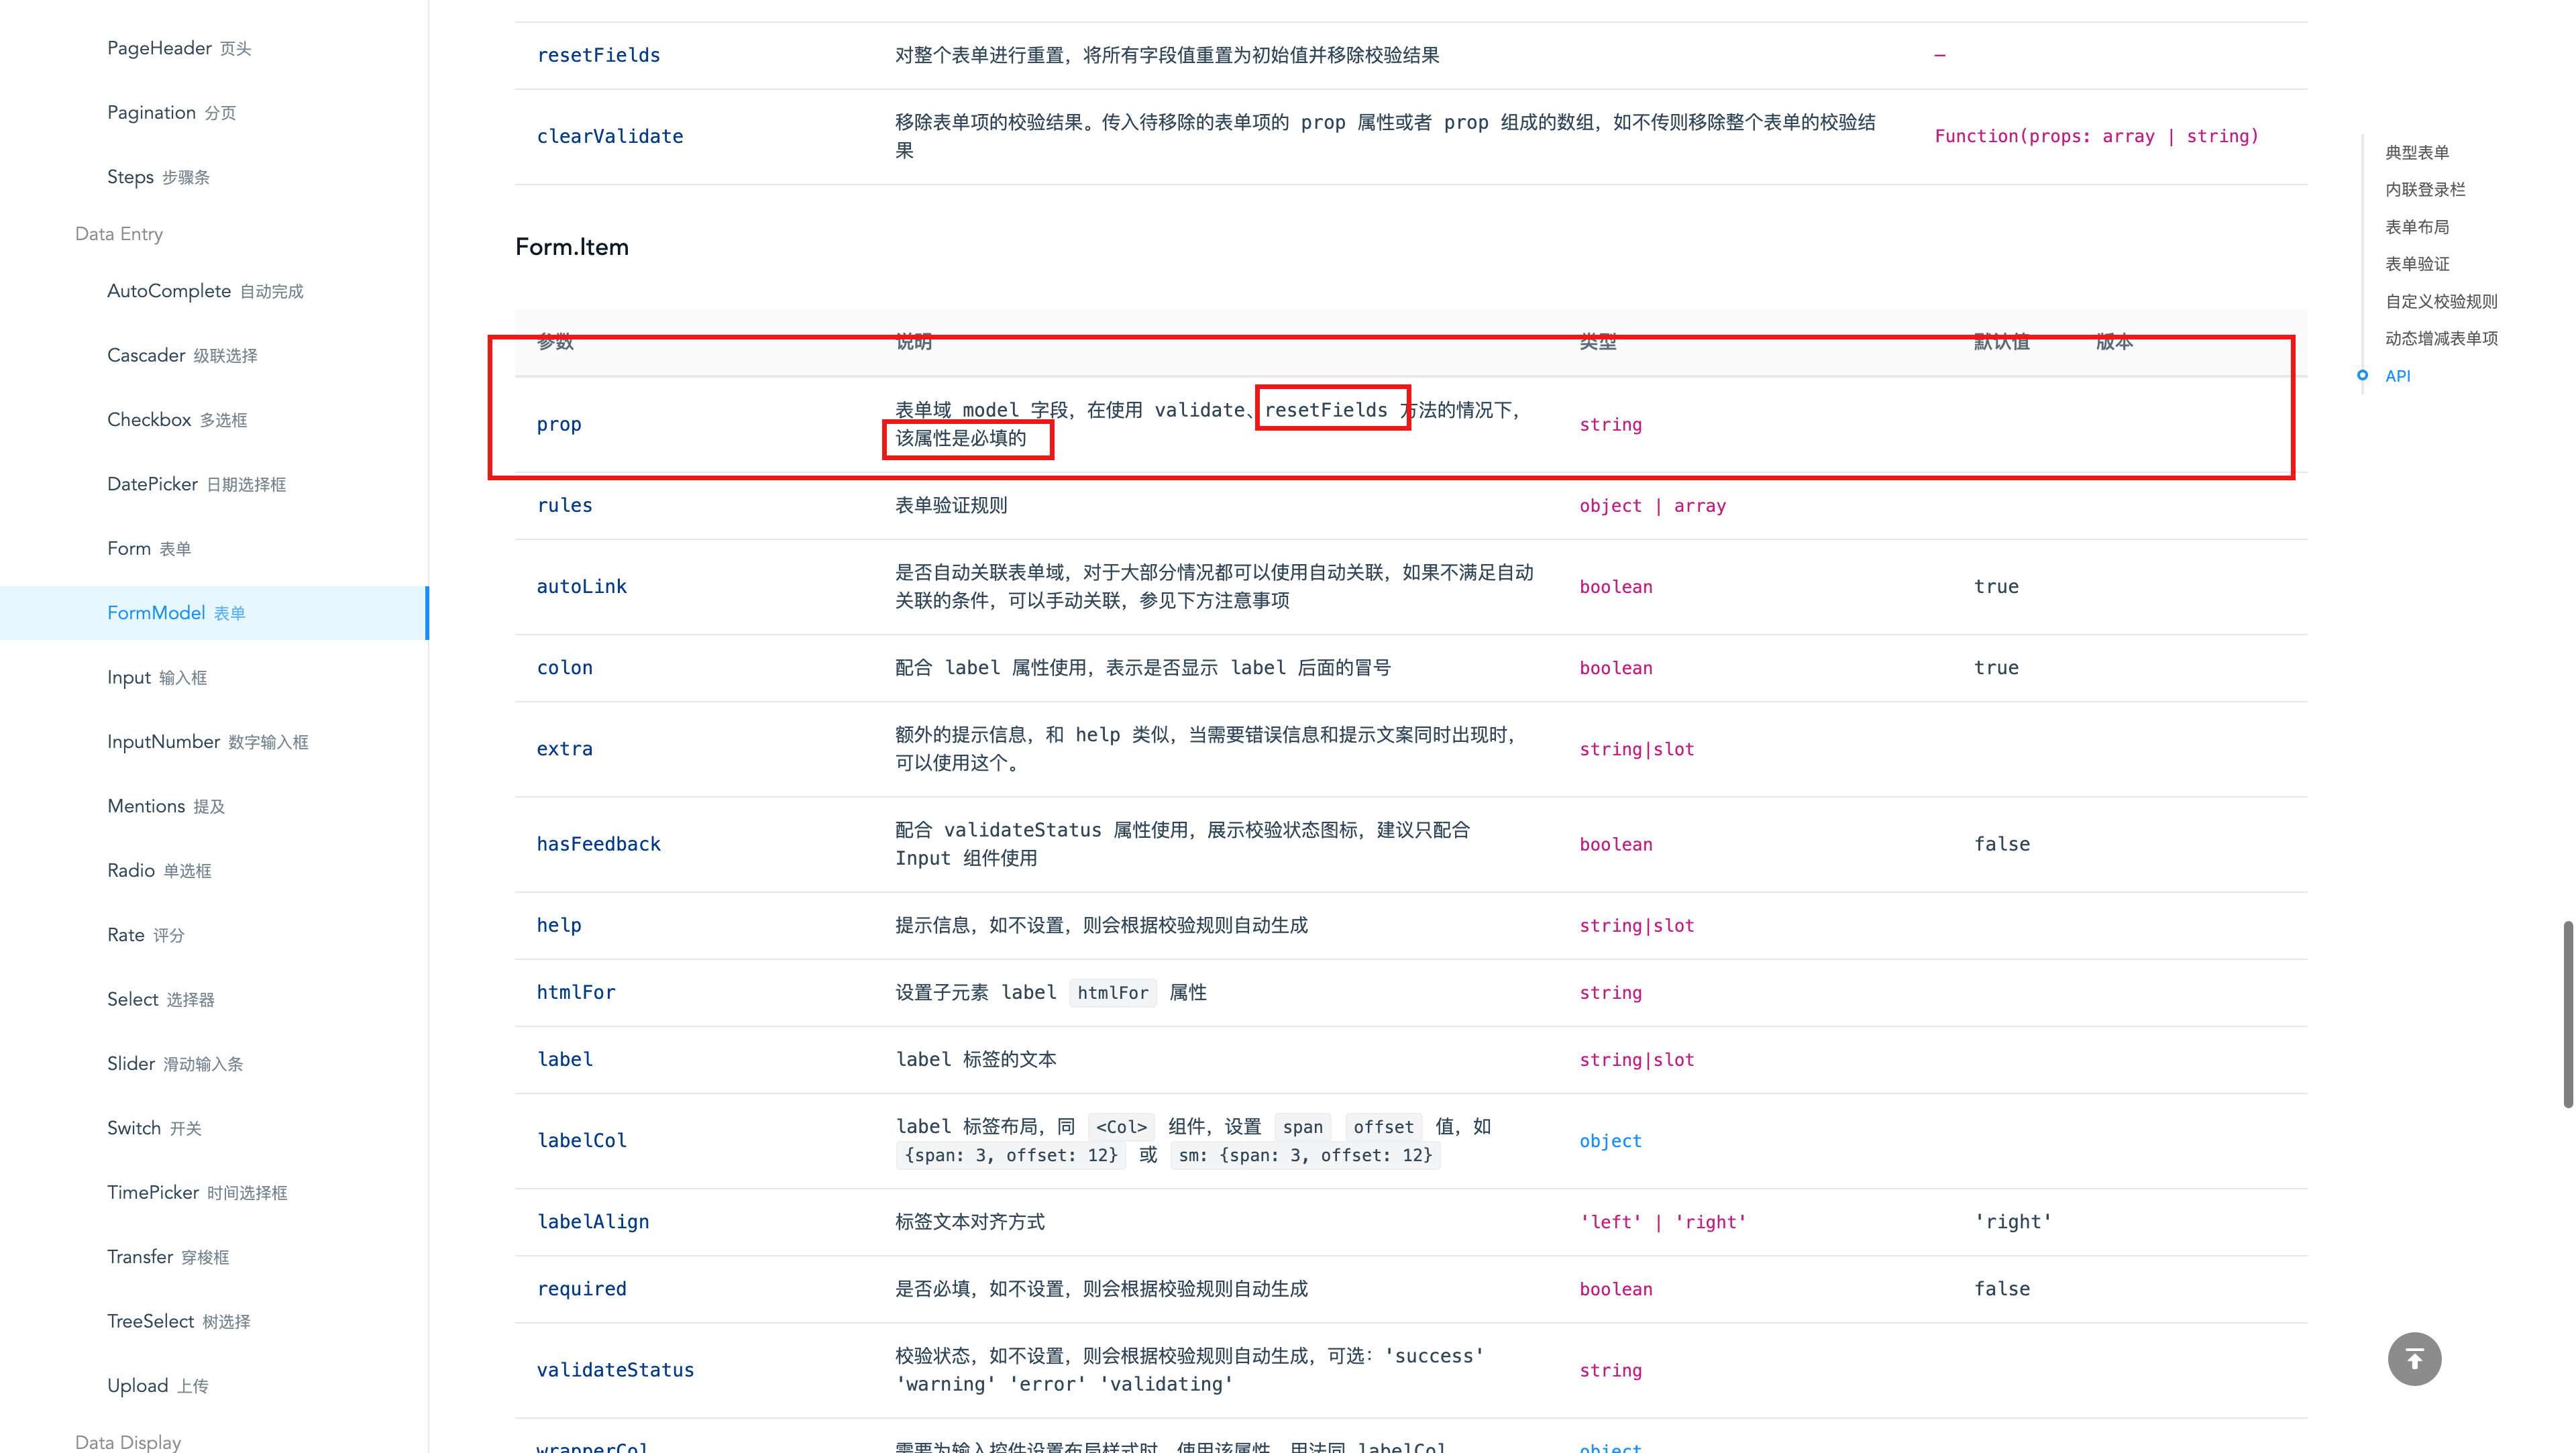 PageHeader 页头
Pagination 分页
Steps 步骤条
Data Entry
AutoComplete 自动完成
Cascader 级联选择
Checkbox 多选框
DatePicker 日期选择框
Form 表单
FormModel 表单
Input 输入框
InputNumber 数字输入框
Mentions 提及
Radio 单选框
Rate 评分
Select 选择器
Slider 滑动输入条
Switch 开关
TimePicker 时间选择框
Transfer 穿梭框
TreeSelect 树选择
Upload 上传
Data Display
resetFields 对整个表单进行重置，将所有字段值重置为初始值并移除校验结果 —
clearValidate 移除表单项的校验结果。传入待移除的表单项的 prop 属性或者 prop 组成的数组，如不传则移除整个表单的校验结
果 Function(props: array | string)
Form.Item
参数 说明 类型 默认值 版本
prop 表单域 model 字段，在使用 validate、resetFields 方法的情况下，
该属性是必填的 string
rules 表单验证规则 object | array
autoLink 是否自动关联表单域，对于大部分情况都可以使用自动关联，如果不满足自动
关联的条件，可以手动关联，参见下方注意事项 boolean true
colon 配合 label 属性使用，表示是否显示 label 后面的冒号 boolean true
extra 额外的提示信息，和 help 类似，当需要错误信息和提示文案同时出现时，
可以使用这个。 string|slot
hasFeedback 配合 validateStatus 属性使用，展示校验状态图标，建议只配合
Input 组件使用 boolean false
help 提示信息，如不设置，则会根据校验规则自动生成 string|slot
htmlFor 设置子元素 label htmlFor 属性 string
label label 标签的文本 string|slot
labelCol label 标签布局，同 <Col> 组件，设置 span offset 值，如
{span: 3, offset: 12} 或 sm: {span: 3, offset: 12} object
labelAlign 标签文本对齐方式 'left' | 'right' 'right'
required 是否必填，如不设置，则会根据校验规则自动生成 boolean false
validateStatus 校验状态，如不设置，则会根据校验规则自动生成，可选：'success'
'warning' 'error' 'validating' string
wrapperCol 需要为输入控件设置布局样式时，使用该属性，用法同 labelCol object
典型表单
内联登录栏
表单布局
表单验证
自定义校验规则
动态增减表单项
API